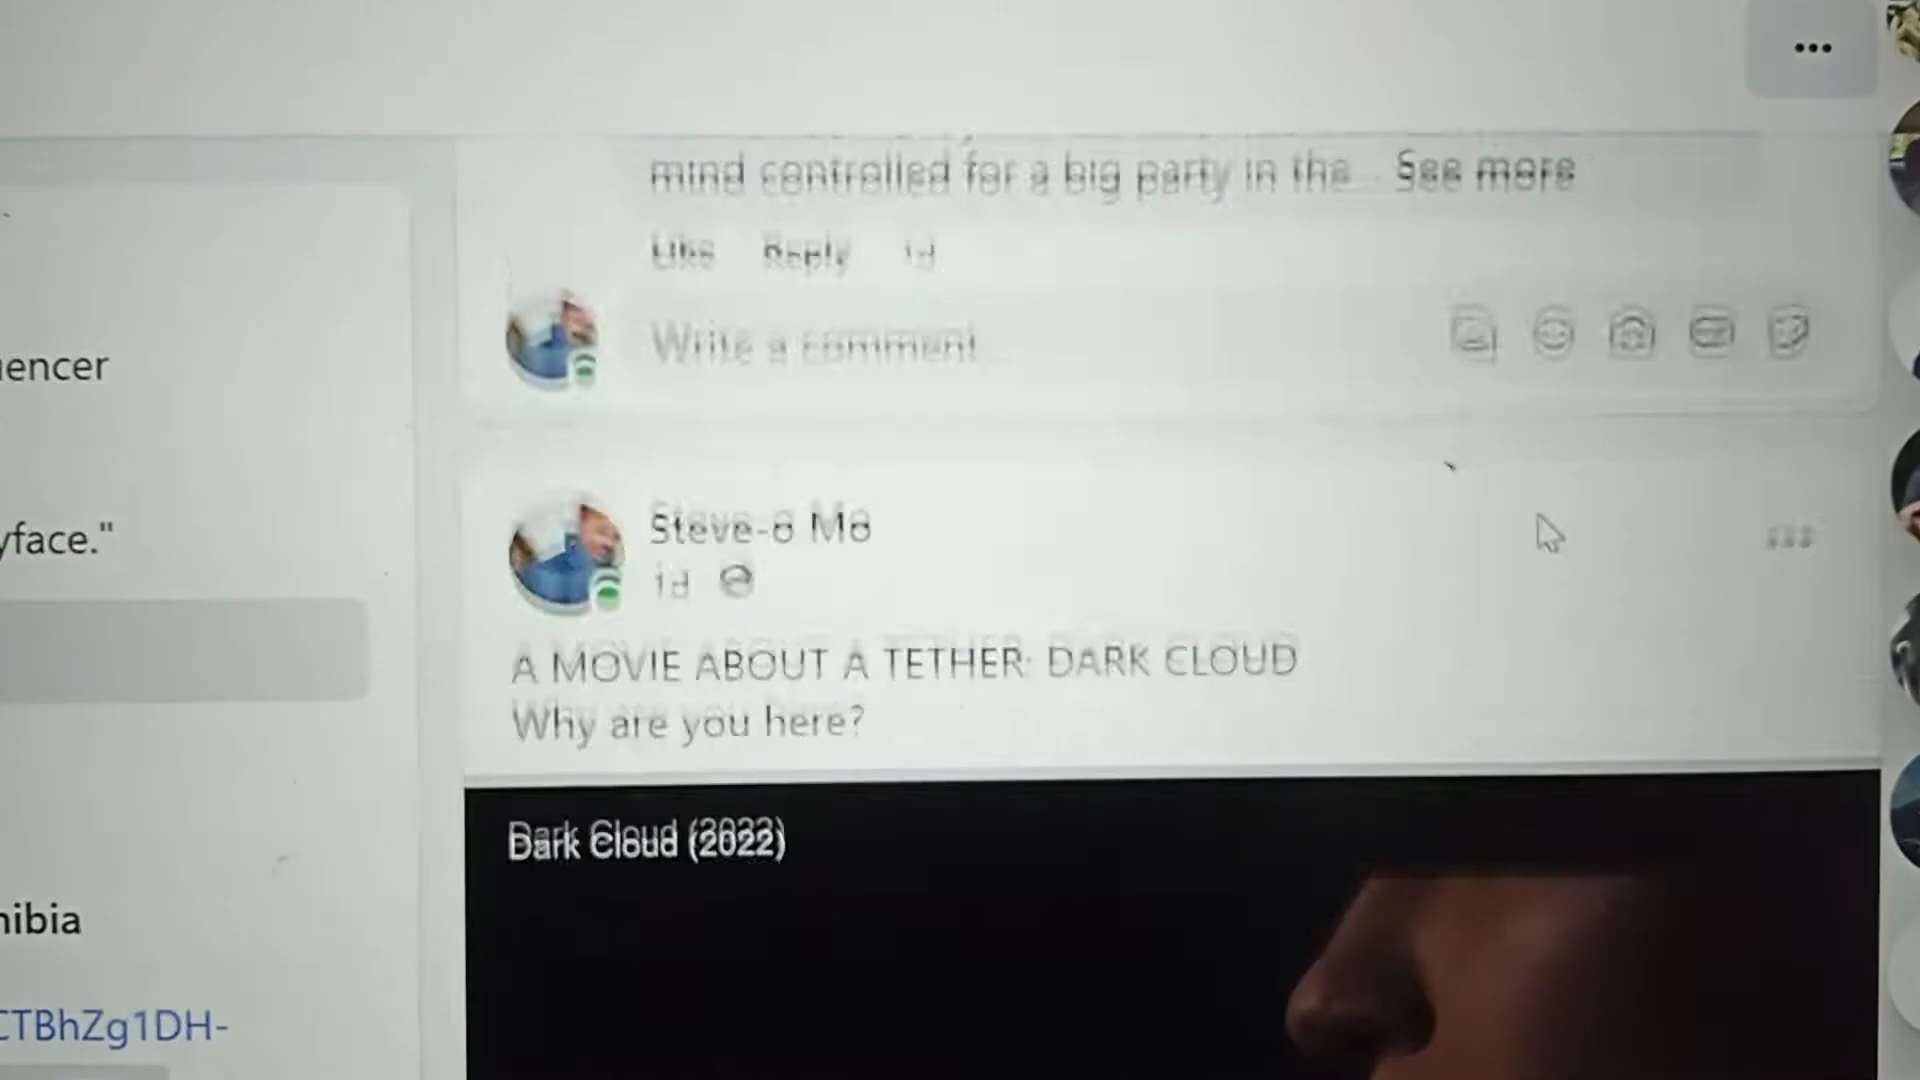 mind controlled for a big party in the... See more
Like Reply 1d
Write a comment...
uencer
Steve-o Mo
yface."
1d
A MOVIE ABOUT A TETHER: DARK CLOUD
Why are you here?
Dark Cloud (2022)
nibia
CTBhZg1DH-